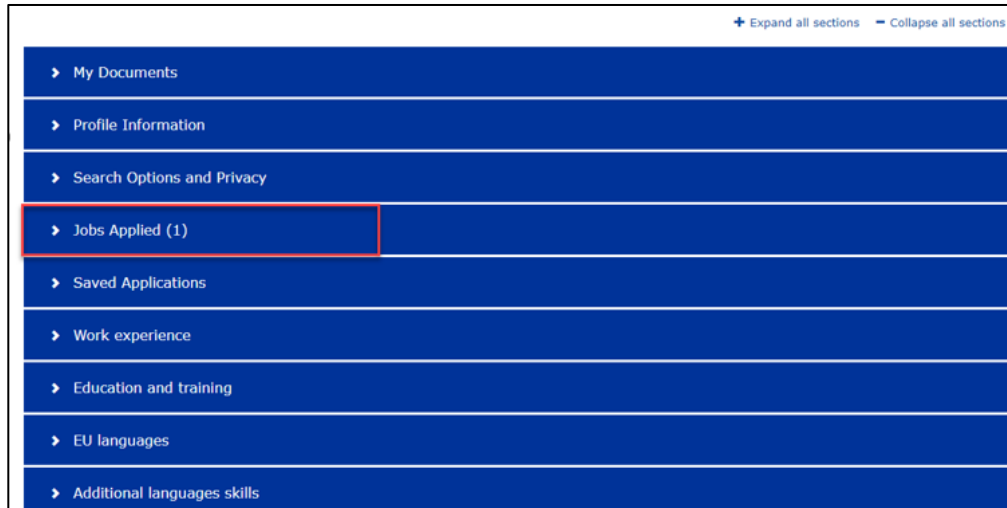 + Expand all sections - Collapse all sections
My Documents
Profile Information
Search Options and Privacy
Jobs Applied (1)
Saved Applications
Work experience
Education and training
EU languages
Additional languages skills